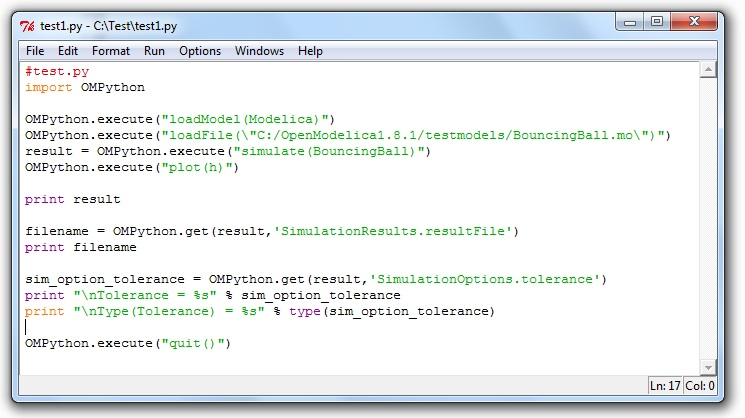 test1.py - C:\Test\test1.py
File Edit Format Run Options Windows Help
#test.py
import OMPython
OMPython.execute("loadModel(Modelica)")
OMPython.execute("loadFile(\"C:/OpenModelica1.8.1/testmodels/BouncingBall.mo\")")
result = OMPython.execute("simulate(BouncingBall)")
OMPython.execute("plot(h)")
print result
filename = OMPython.get(result,'SimulationResults.resultFile')
print filename
sim_option_tolerance = OMPython.get(result,'SimulationOptions.tolerance')
print "\nTolerance = %s" % sim_option_tolerance
print "\nType(Tolerance) = %s" % type(sim_option_tolerance)
OMPython.execute("quit()")
Ln: 17 Col: 0